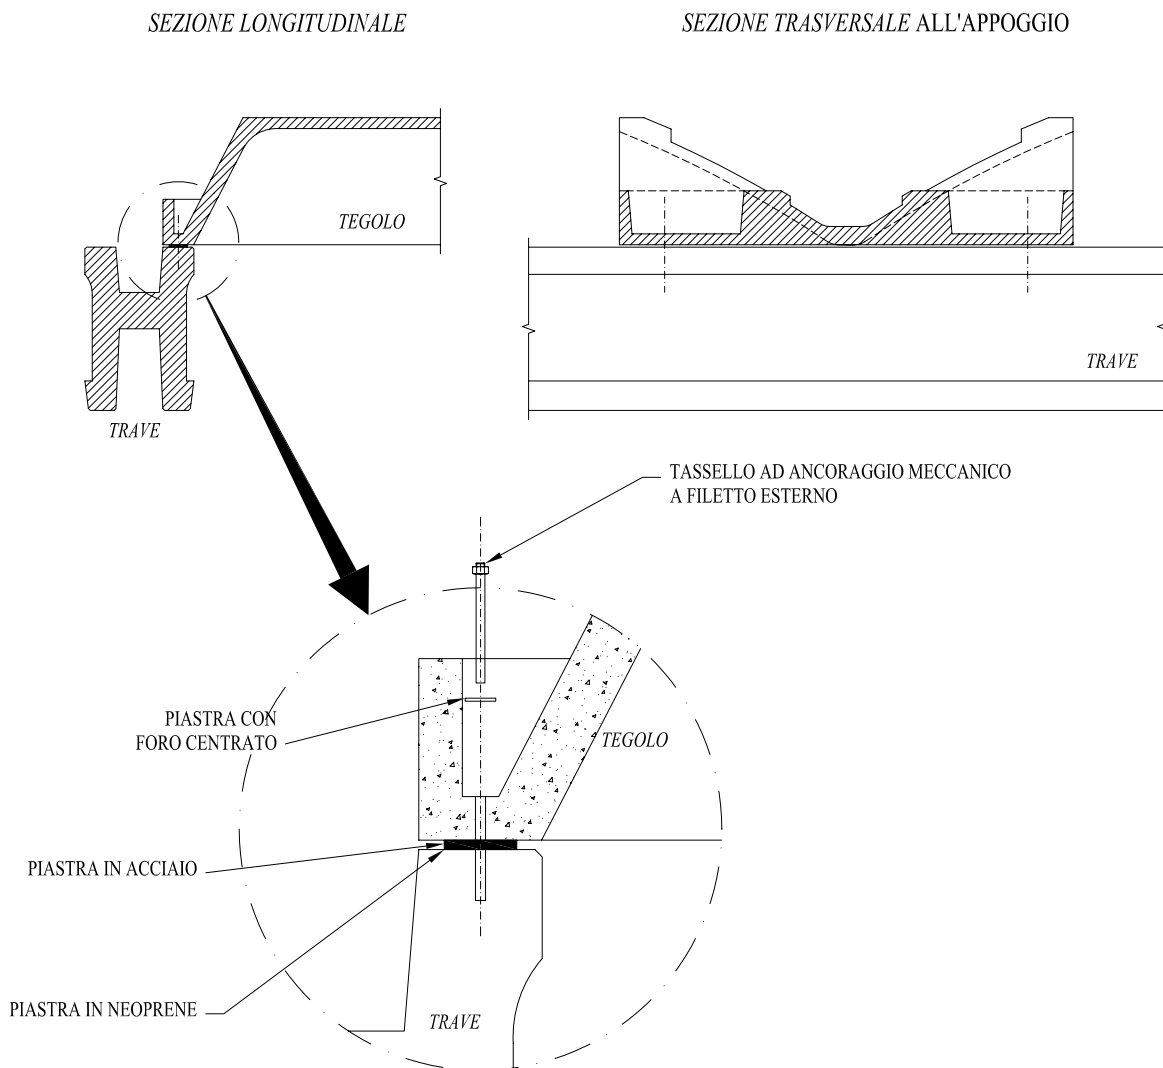 SEZIONE LONGITUDINALE
SEZIONE TRASVERSALE ALL'APPOGGIO
TEGOLO
TRAVE
TRAVE
TASSELLO AD ANCORAGGIO MECCANICO
A FILETTO ESTERNO
PIASTRA CON
FORO CENTRATO
TEGOLO
PIASTRA IN ACCIAIO
PIASTRA IN NEOPRENE
TRAVE